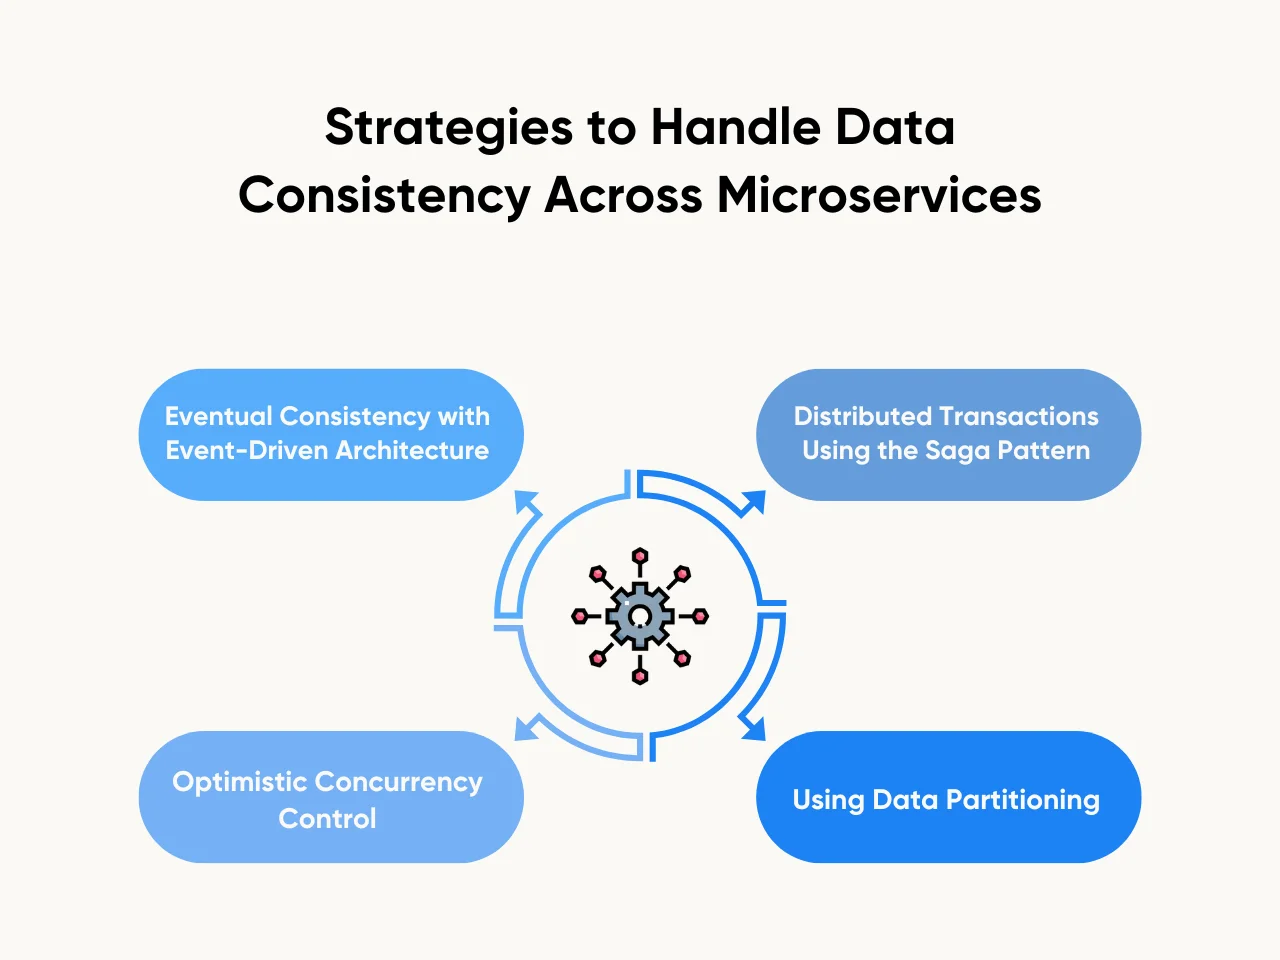 Strategies to Handle Data
Consistency Across Microservices
Eventual Consistency with
Event-Driven Architecture
Distributed Transactions
Using the Saga Pattern
Optimistic Concurrency
Control
Using Data Partitioning